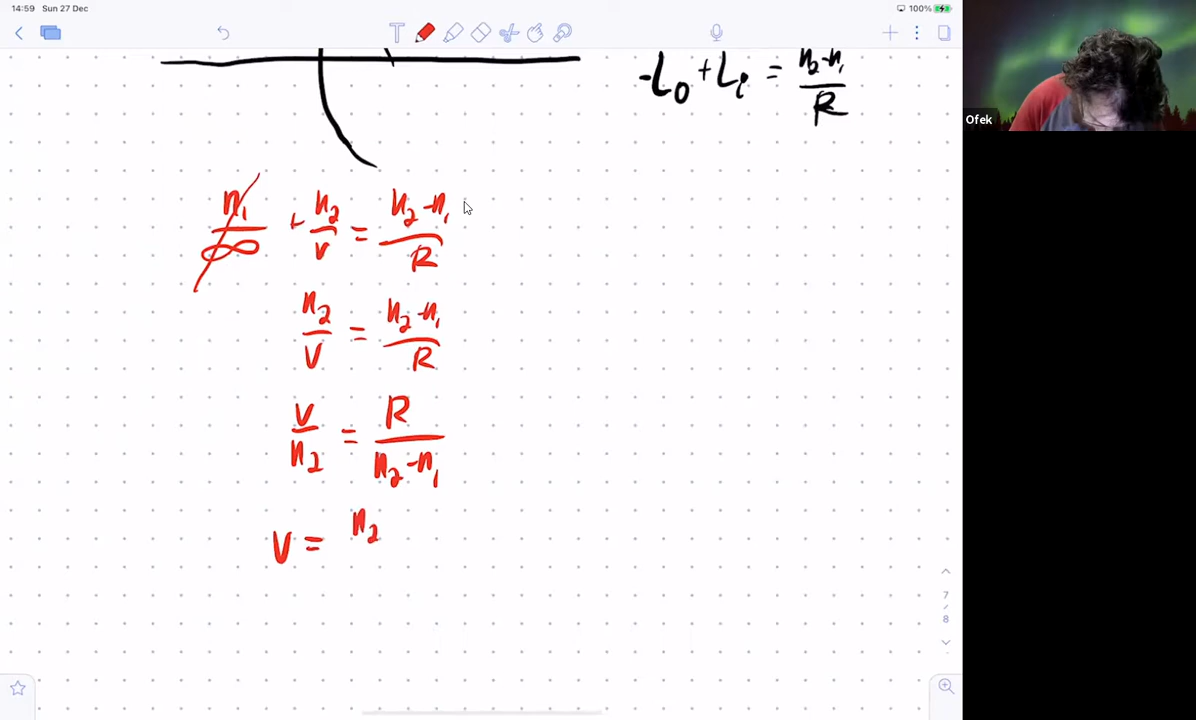 14:59 Sun 27 Dec
100%
T
-L₀ + Lᵢ = (n₂-n₁)/R
Ofek
n₁/∞ + n₂/v = (n₂-n₁)/R
n₂/V = (n₂-n₁)/R
v/n₂ = R/(n₂-n₁)
V = n₂
7
/
8